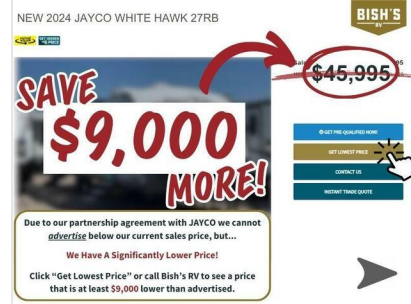 NEW 2024 JAYCO WHITE HAWK 27RB
BISH'S
RV
$45,995
SAVE
$9,000
MORE!
GET PRE-QUALIFIED NOW!
GET LOWEST PRICE
CONTACT US
INSTANT TRADE QUOTE
Due to our partnership agreement with JAYCO we cannot
advertise below our current sales price, but...
We Have A Significantly Lower Price!
Click “Get Lowest Price” or call Bish's RV to see a price
that is at least $9,000 lower than advertised.